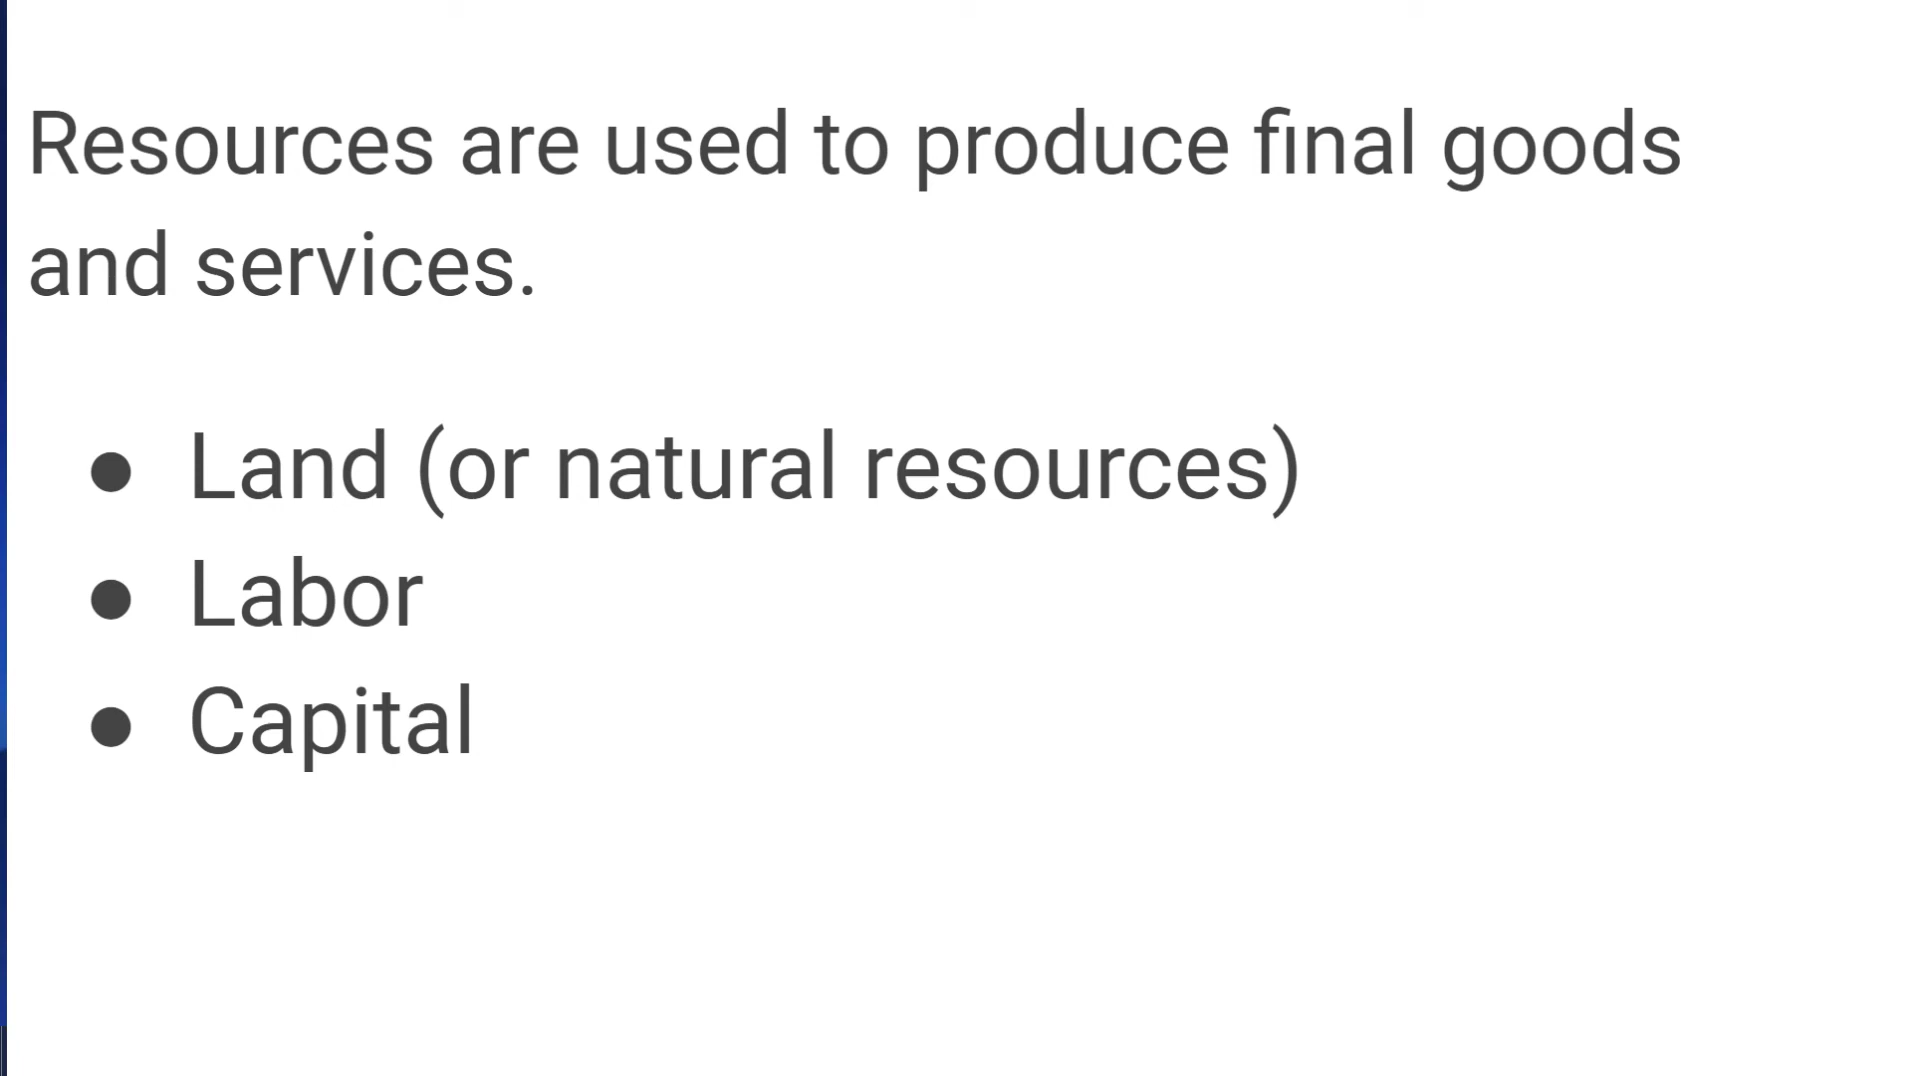 Resources are used to produce final goods
and services.
● Land (or natural resources)
● Labor
● Capital